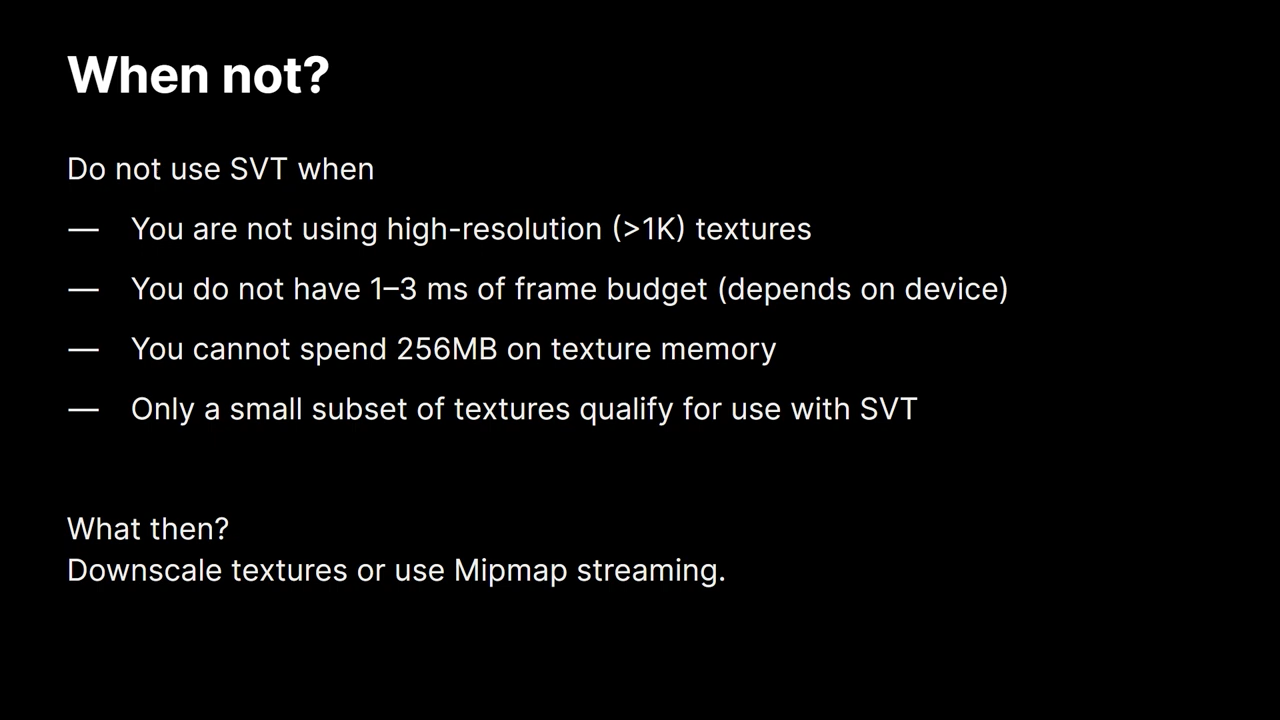 When not?
Do not use SVT when
— You are not using high-resolution (>1K) textures
— You do not have 1–3 ms of frame budget (depends on device)
— You cannot spend 256MB on texture memory
— Only a small subset of textures qualify for use with SVT
What then?
Downscale textures or use Mipmap streaming.